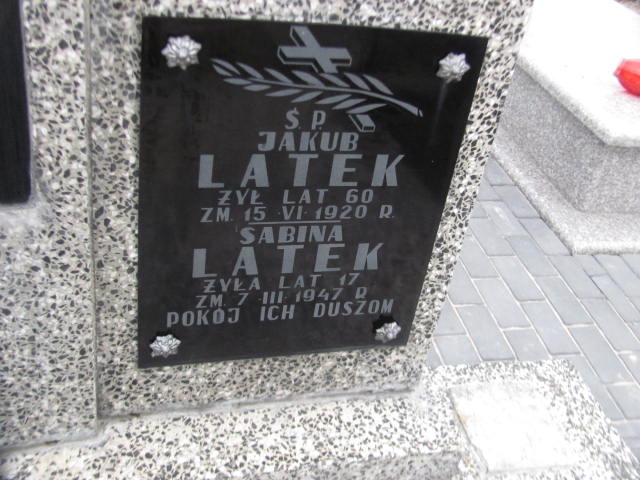 Ś. P.
JAKUB
LATEK
ŻYŁ LAT 60
ZM. 15 VI 1920 R.
SABINA
LATEK
ŻYŁA LAT 17
ZM. 7 III 1947 R.
POKÓJ ICH DUSZOM